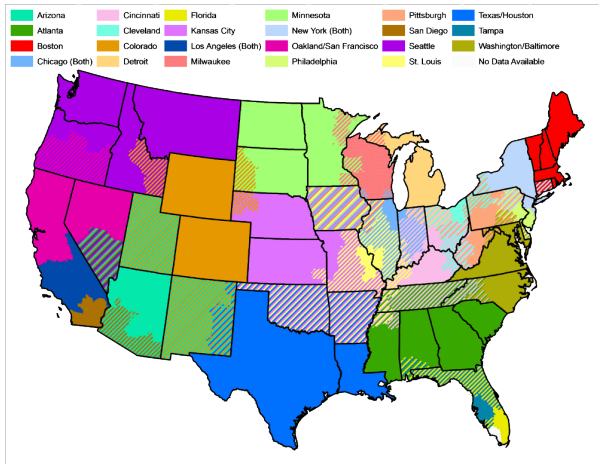 Arizona Cincinnati Florida Minnesota Pittsburgh Texas/Houston
Atlanta Cleveland Kansas City New York (Both) San Diego Tampa
Boston Colorado Los Angeles (Both) Oakland/San Francisco Seattle Washington/Baltimore
Chicago (Both) Detroit Milwaukee Philadelphia St. Louis No Data Available